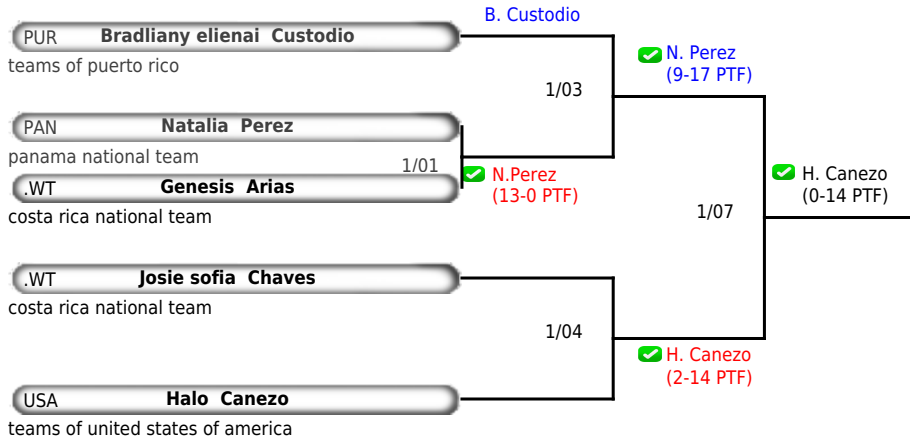 B. Custodio
PUR Bradliany elienai Custodio
teams of puerto rico
N. Perez
(9-17 PTF)
1/03
PAN Natalia Perez
panama national team
1/01
N.Perez
(13-0 PTF)
.WT Genesis Arias
costa rica national team
H. Canezo
(0-14 PTF)
1/07
.WT Josie sofia Chaves
costa rica national team
1/04
H. Canezo
(2-14 PTF)
USA Halo Canezo
teams of united states of america